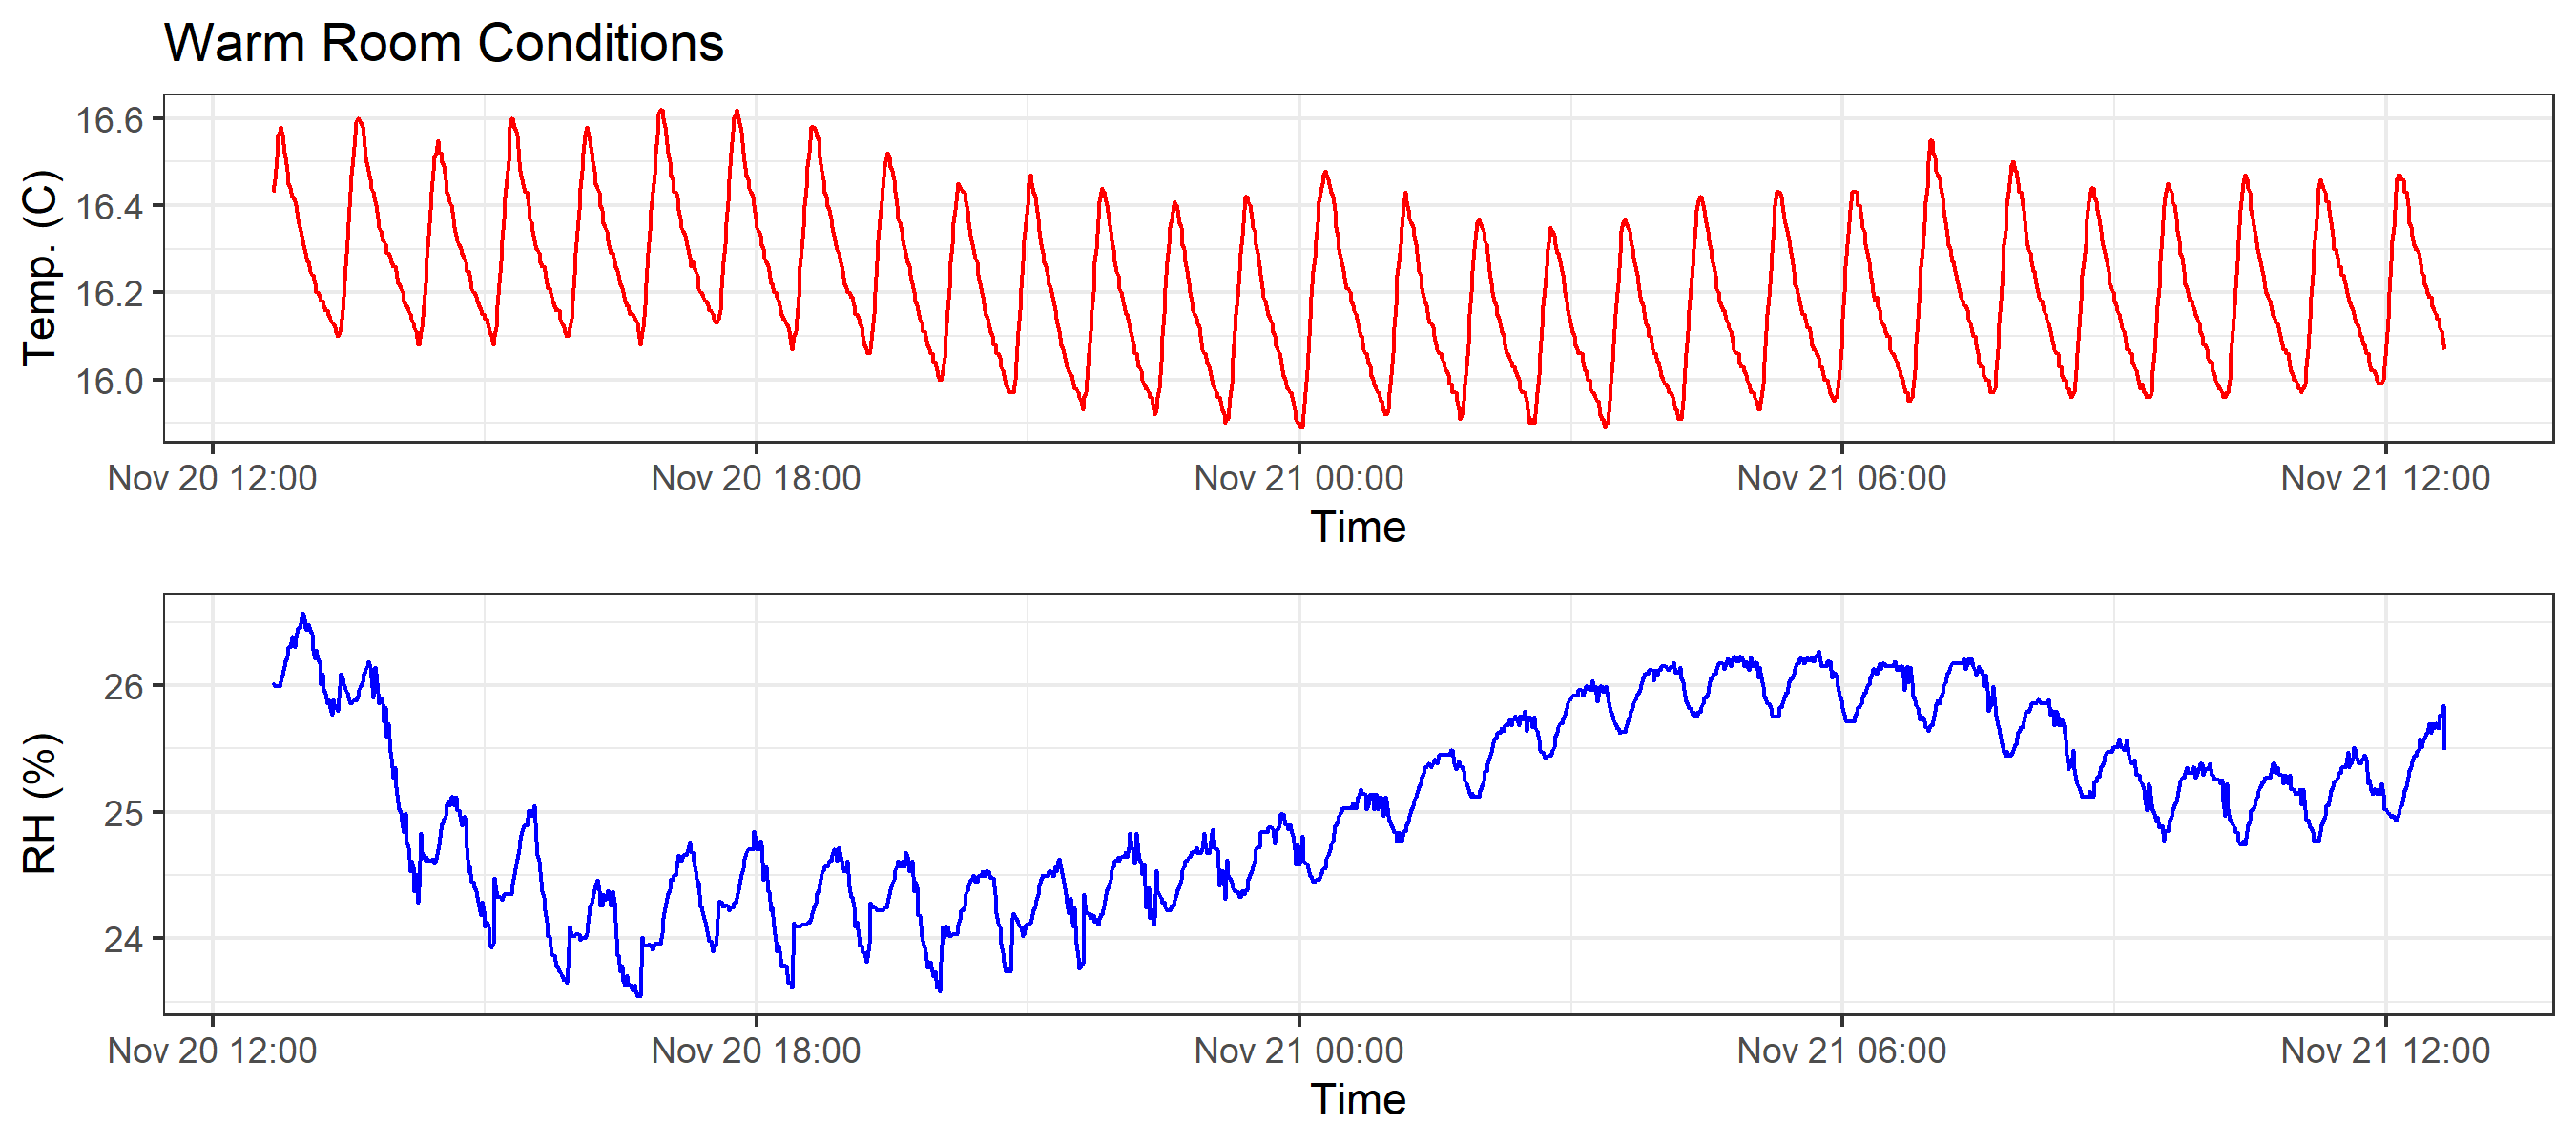 Warm Room Conditions
Temp. (C)
16.6
16.4
16.2
16.0
Nov 20 12:00 Nov 20 18:00 Nov 21 00:00 Nov 21 06:00 Nov 21 12:00
Time
RH (%)
26
25
24
Nov 20 12:00 Nov 20 18:00 Nov 21 00:00 Nov 21 06:00 Nov 21 12:00
Time